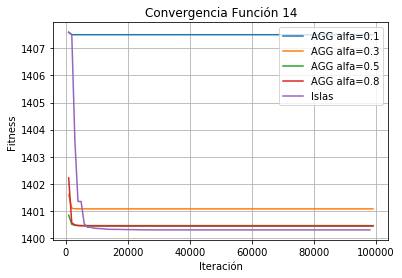 Convergencia Función 14
Fitness
1407
1406
1405
1404
1403
1402
1401
1400
AGG alfa=0.1
AGG alfa=0.3
AGG alfa=0.5
AGG alfa=0.8
Islas
0 20000 40000 60000 80000 100000
Iteración